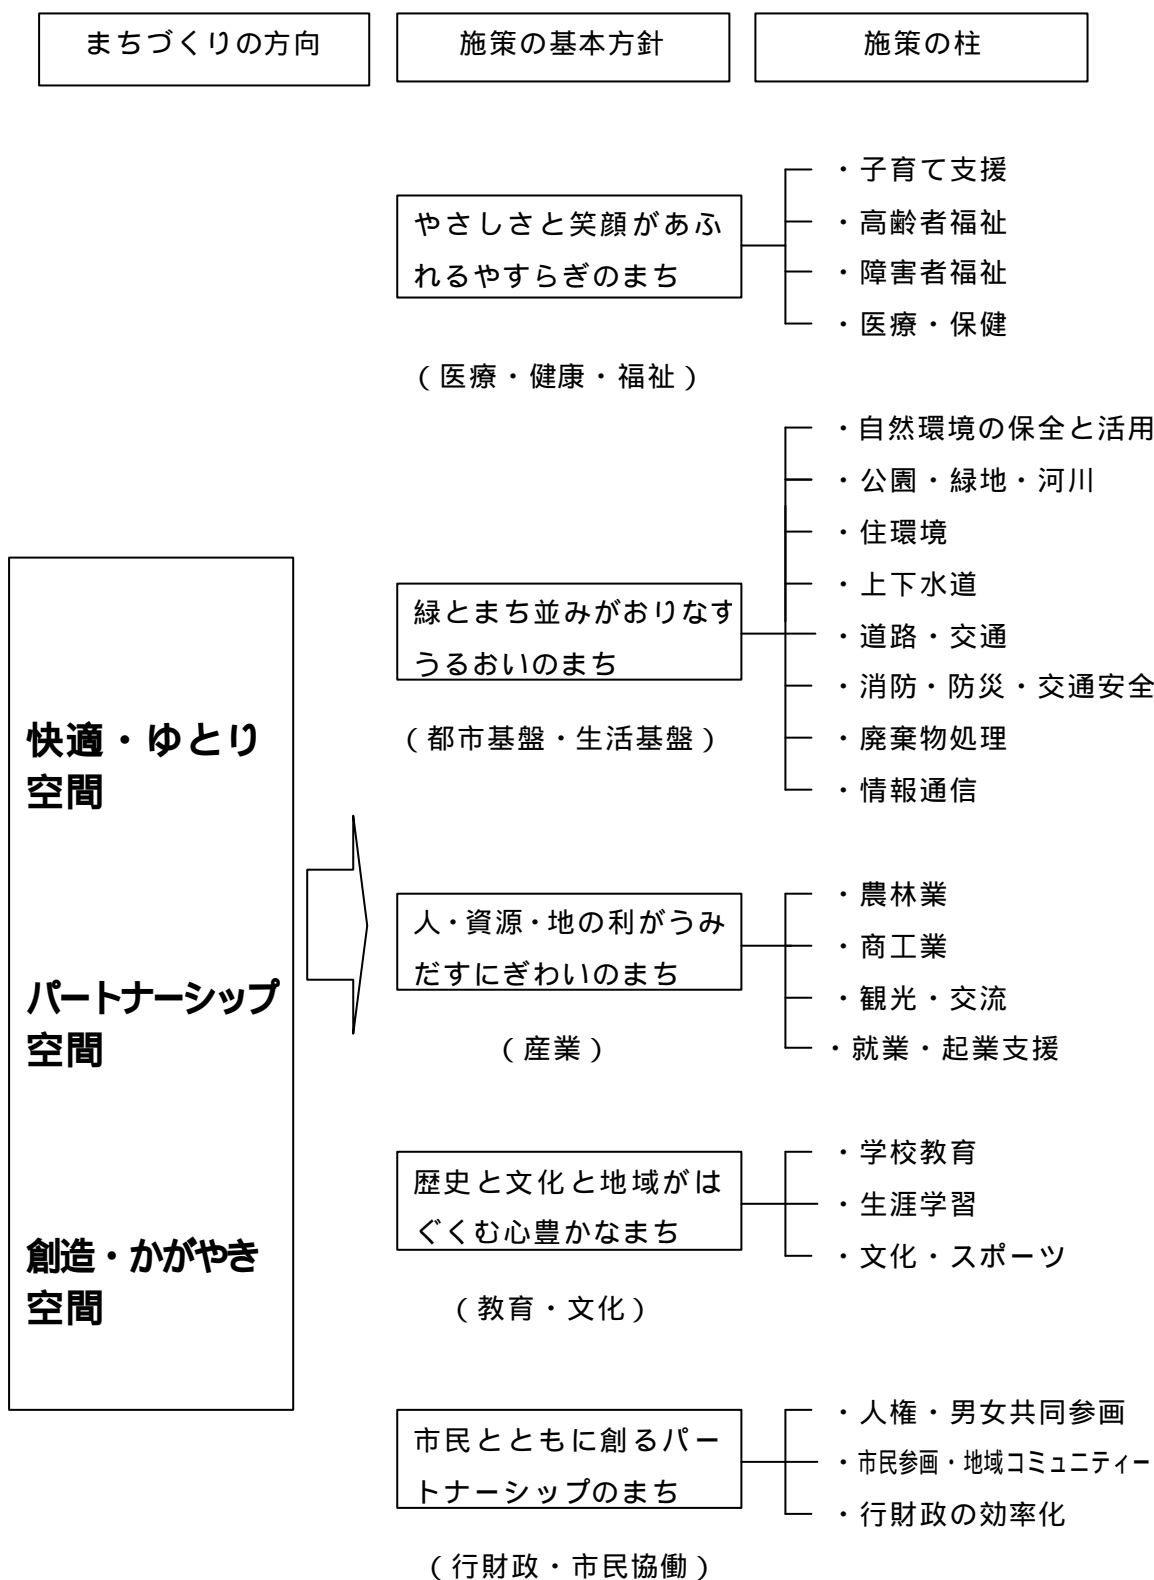 まちづくりの方向
施策の基本方針
施策の柱
快適・ゆとり
空間
パートナーシップ
空間
創造・かがやき
空間
やさしさと笑顔があふ
れるやすらぎのまち
(医療・健康・福祉)
・子育て支援
・高齢者福祉
・障害者福祉
・医療・保健
緑とまち並みがおりなす
うるおいのまち
(都市基盤・生活基盤)
・自然環境の保全と活用
・公園・緑地・河川
・住環境
・上下水道
・道路・交通
・消防・防災・交通安全
・廃棄物処理
・情報通信
人・資源・地の利がうみ
だすにぎわいのまち
(産業)
・農林業
・商工業
・観光・交流
・就業・起業支援
歴史と文化と地域がは
ぐくむ心豊かなまち
(教育・文化)
・学校教育
・生涯学習
・文化・スポーツ
市民とともに創るパー
トナーシップのまち
(行財政・市民協働)
・人権・男女共同参画
・市民参画・地域コミュニティー
・行財政の効率化